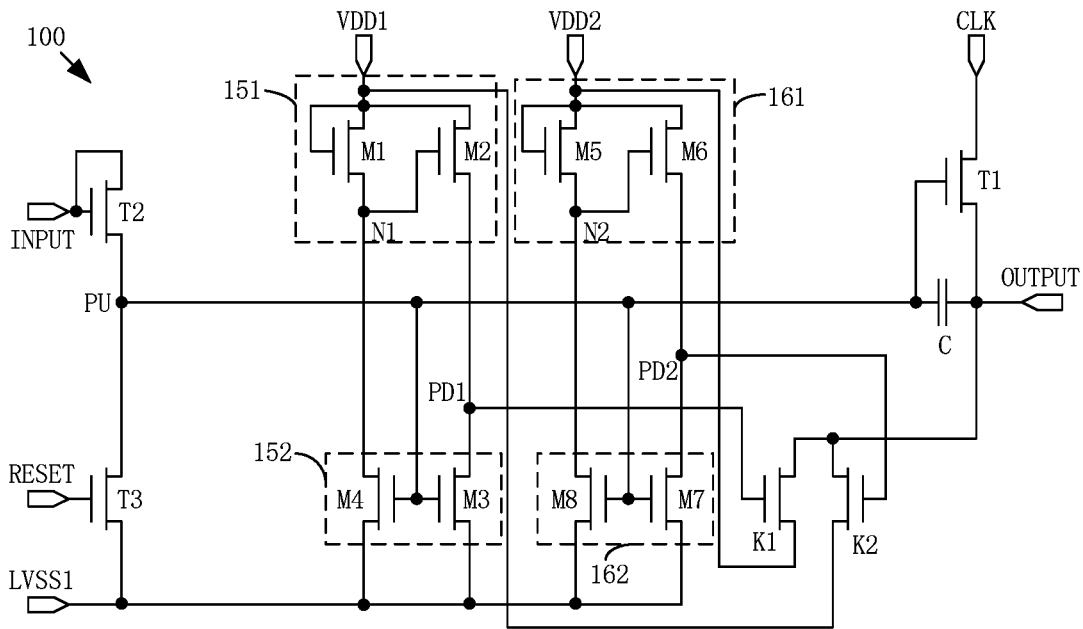 100
VDD1
VDD2
CLK
151
161
M1
M2
M5
M6
T1
T2
INPUT
N1
N2
PU
OUTPUT
C
PD1
PD2
152
RESET
T3
M4
M3
M8
M7
K1
K2
162
LVSS1